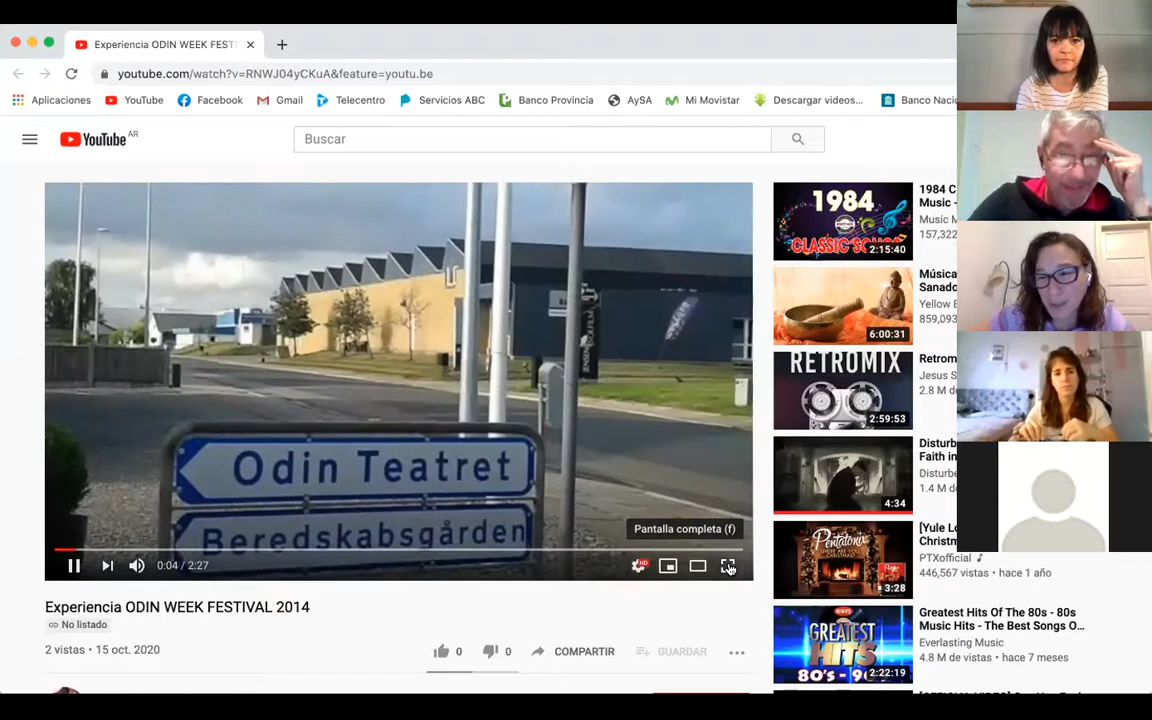 Experiencia ODIN WEEK FESTI
youtube.com/watch?v=RNWJ04yCKuA&feature=youtu.be
Aplicaciones YouTube Facebook Gmail Telecentro Servicios ABC Banco Provincia AySA Mi Movistar Descargar videos... Banco Naci
YouTube AR
Buscar
Odin Teatret
Beredskabsgården
Pantalla completa (f)
0:04 / 2:27
HD
Experiencia ODIN WEEK FESTIVAL 2014
No listado
2 vistas • 15 oct. 2020
0 0 COMPARTIR GUARDAR
1984
CLASSIC SONGS
2:15:40
1984 C
Music -
Music M
157,322
6:00:31
Música
Sanado
Yellow B
859,093
RETROMIX
2:59:53
Retrom
Jesus S
2.8 M d
4:34
Disturb
Faith in
Disturbe
1.4 M d
Pentatonix
3:28
[Yule Lo
Christm
PTXofficial
446,567 vistas • hace 1 año
GREATEST
HITS
80's - 9
2:22:19
Greatest Hits Of The 80s - 80s
Music Hits - The Best Songs O...
Everlasting Music
4.8 M de vistas • hace 7 meses